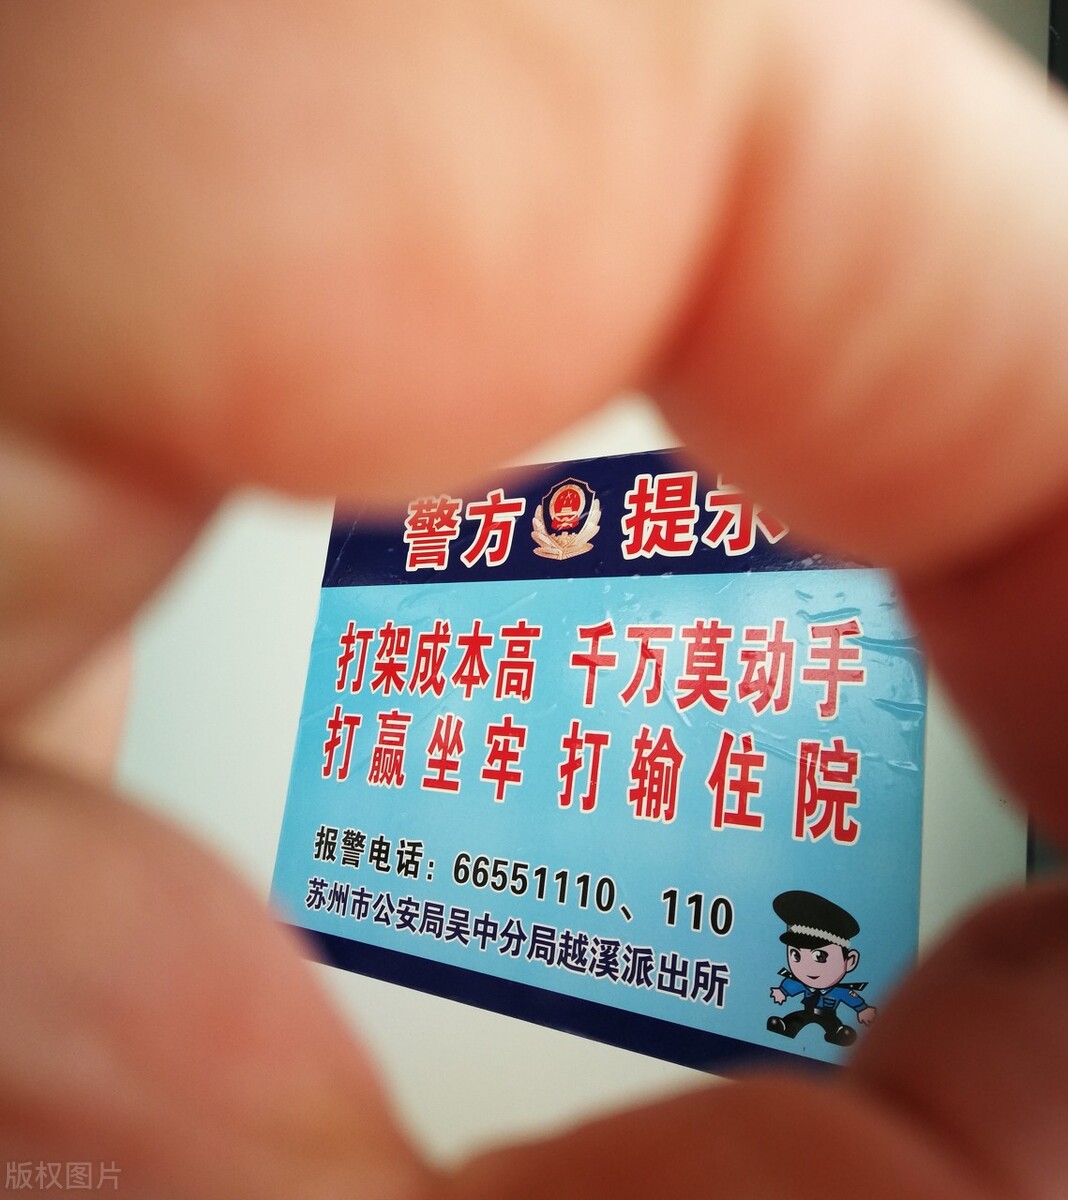 警方提示
打架成本高 千万莫动手
打赢坐牢 打输住院
报警电话：66551110、110
苏州市公安局吴中分局越溪派出所
版权图片